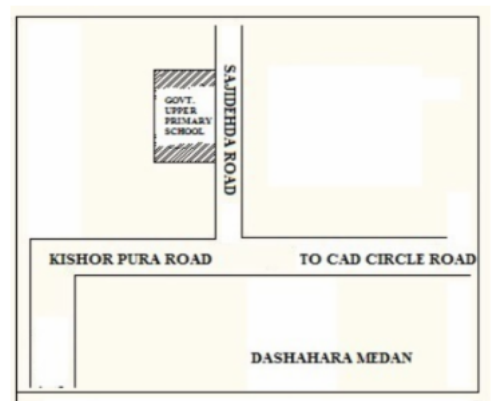 GOVT.
UPPER
PRIMARY
SCHOOL
SAJIDEHDA ROAD
KISHOR PURA ROAD
TO CAD CIRCLE ROAD
DASHAHARA MEDAN